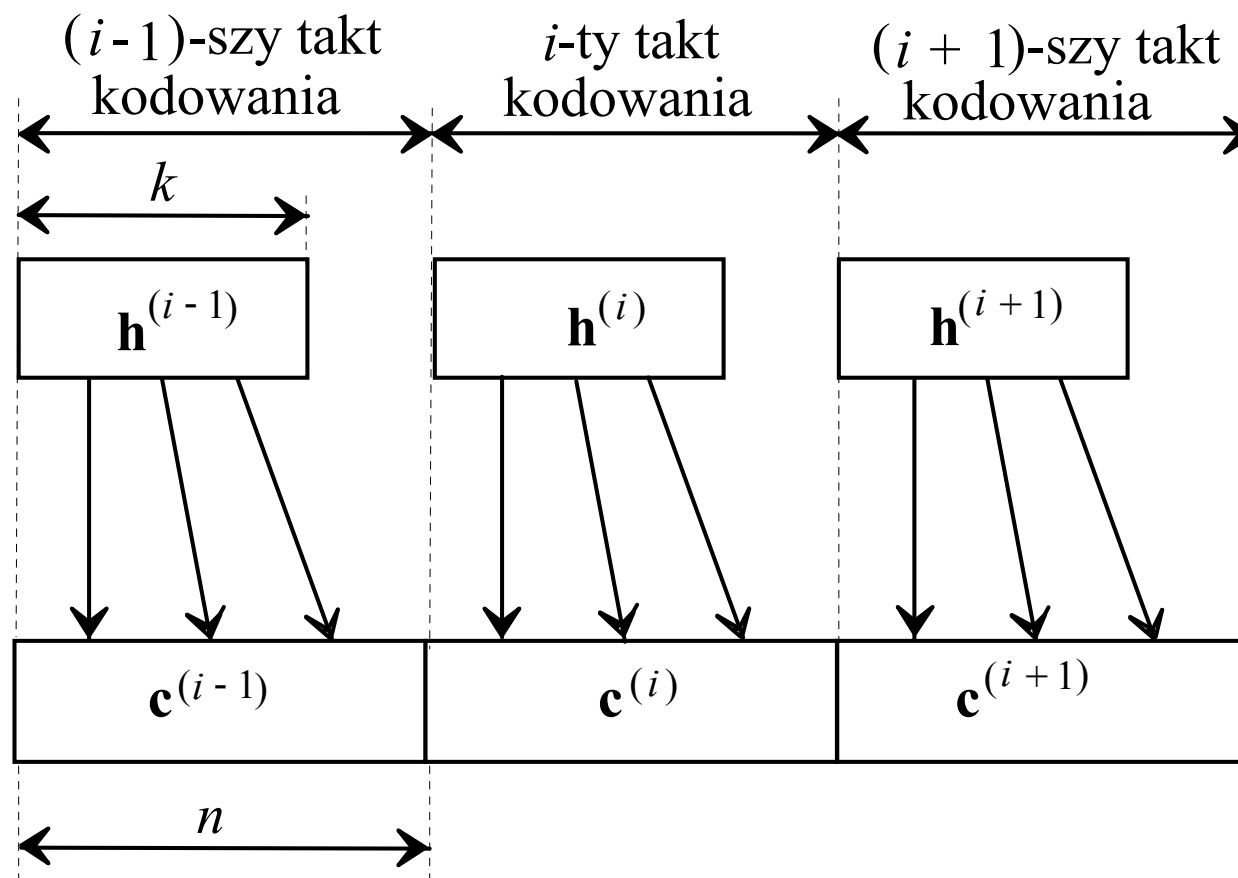 (i-1)-szy takt
kodowania
i-ty takt
kodowania
(i + 1)-szy takt
kodowania
k
h^(i - 1)
h^(i)
h^(i + 1)
c^(i - 1)
c^(i)
c^(i + 1)
n